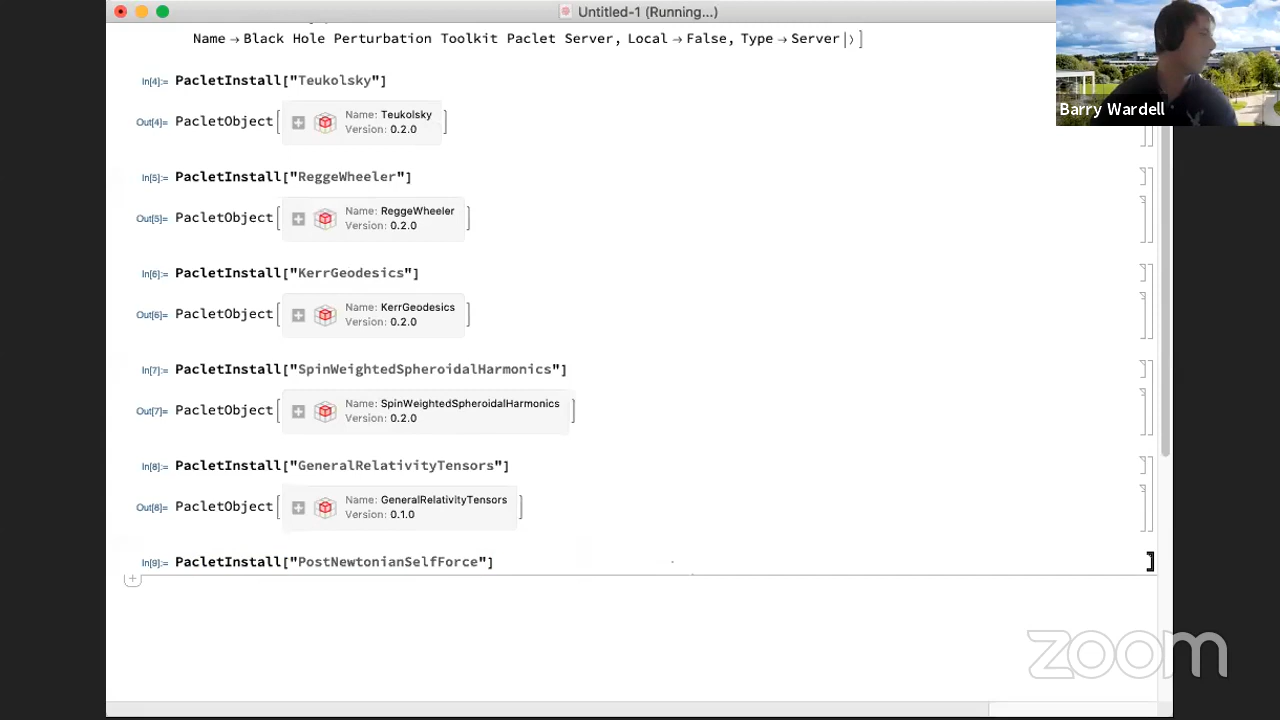 Untitled-1 (Running...)
Name→Black Hole Perturbation Toolkit Paclet Server, Local→False, Type→Server|⟩]
In[4]:= PacletInstall["Teukolsky"]
Out[4]= PacletObject[Name: Teukolsky
Version: 0.2.0]
In[5]:= PacletInstall["ReggeWheeler"]
Out[5]= PacletObject[Name: ReggeWheeler
Version: 0.2.0]
In[6]:= PacletInstall["KerrGeodesics"]
Out[6]= PacletObject[Name: KerrGeodesics
Version: 0.2.0]
In[7]:= PacletInstall["SpinWeightedSpheroidalHarmonics"]
Out[7]= PacletObject[Name: SpinWeightedSpheroidalHarmonics
Version: 0.2.0]
In[8]:= PacletInstall["GeneralRelativityTensors"]
Out[8]= PacletObject[Name: GeneralRelativityTensors
Version: 0.1.0]
In[9]:= PacletInstall["PostNewtonianSelfForce"]
Barry Wardell
zoom